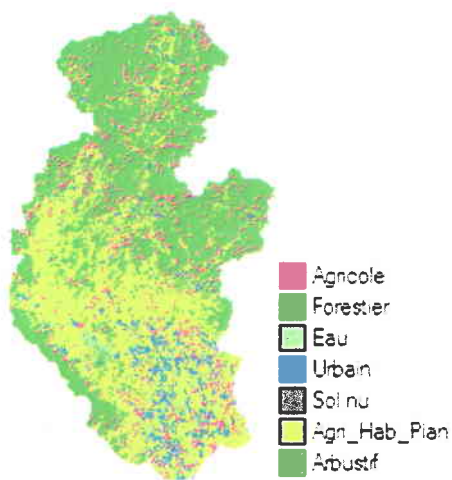 Agricole
Forestier
Eau
Urbain
Sol nu
Agri_Hab_Plan
Arbustif